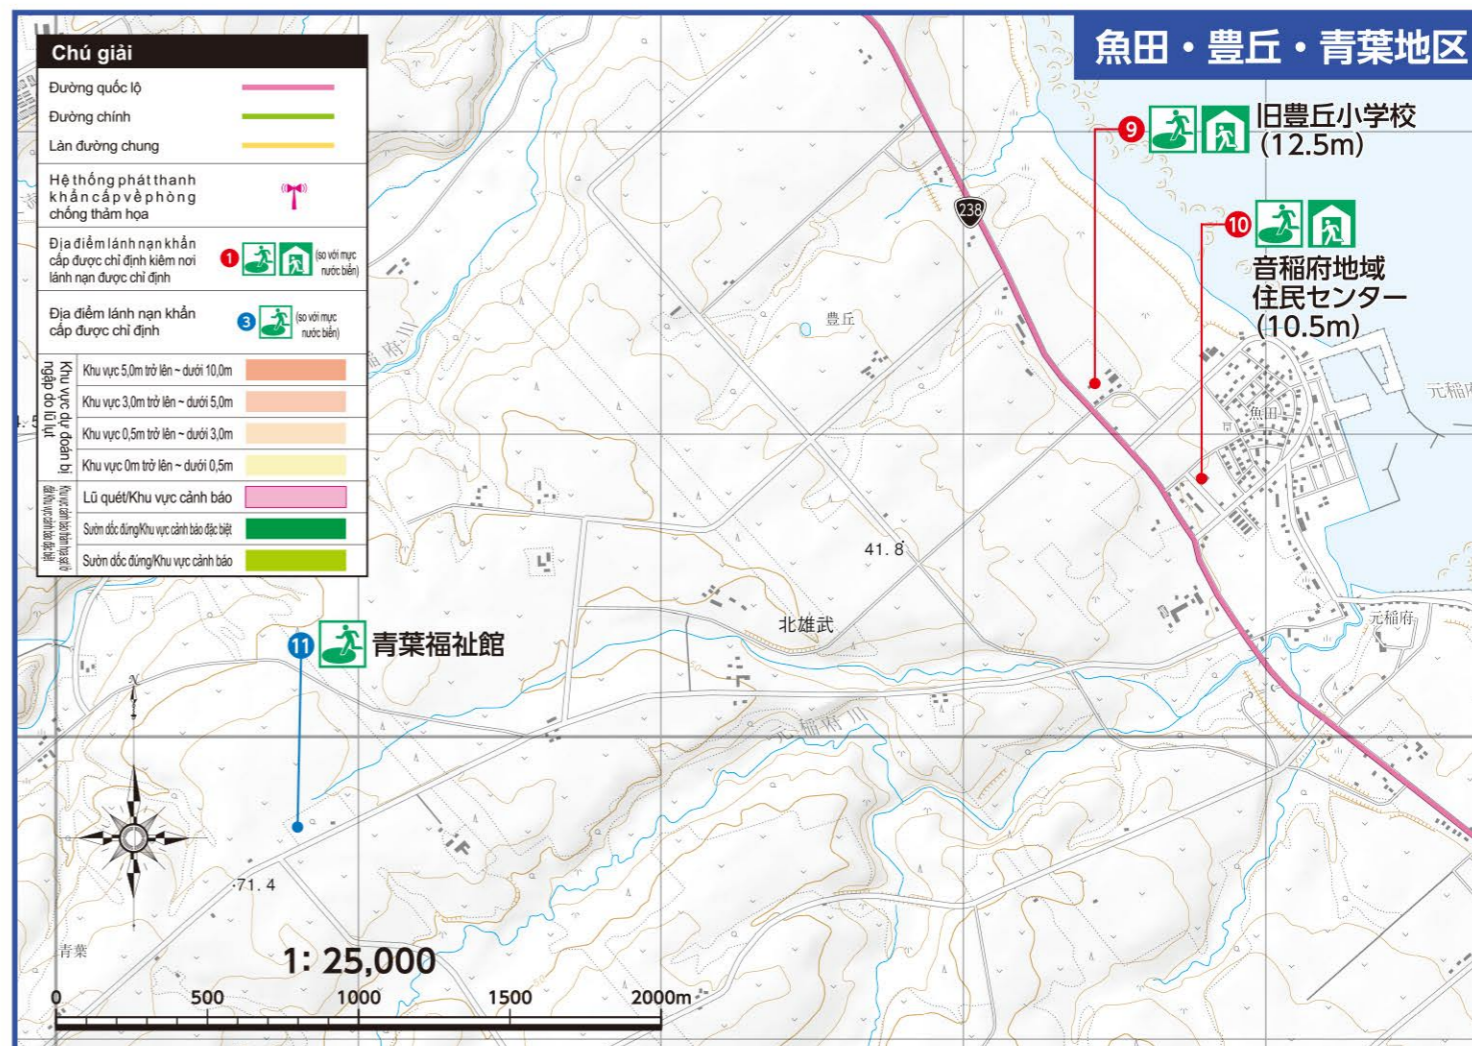 魚田・豊丘・青葉地区
Chú giải
Đường quốc lộ
Đường chính
Làn đường chung
Hệ thống phát thanh
khẩn cấp về phòng
chống thảm họa
Địa điểm lánh nạn khẩn
cấp được chỉ định kiêm nơi
lánh nạn được chỉ định
1
(so với mực
nước biển)
Địa điểm lánh nạn khẩn
cấp được chỉ định
3
(so với mực
nước biển)
Khu vực dự đoán bị
ngập do lũ lụt
Khu vực 5,0m trở lên ~ dưới 10,0m
Khu vực 3,0m trở lên ~ dưới 5,0m
Khu vực 0,5m trở lên ~ dưới 3,0m
Khu vực 0m trở lên ~ dưới 0,5m
Lũ quét/Khu vực cảnh báo
Sườn dốc đứng/Khu vực cảnh báo đặc biệt
Sườn dốc đứng/Khu vực cảnh báo
9
旧豊丘小学校
(12.5m)
238
10
音稲府地域
住民センター
(10.5m)
豊丘
魚田
元稲府
41.8
北雄武
元稲府
11
青葉福祉館
元稲府川
71.4
青葉
1: 25,000
0 500 1000 1500 2000m